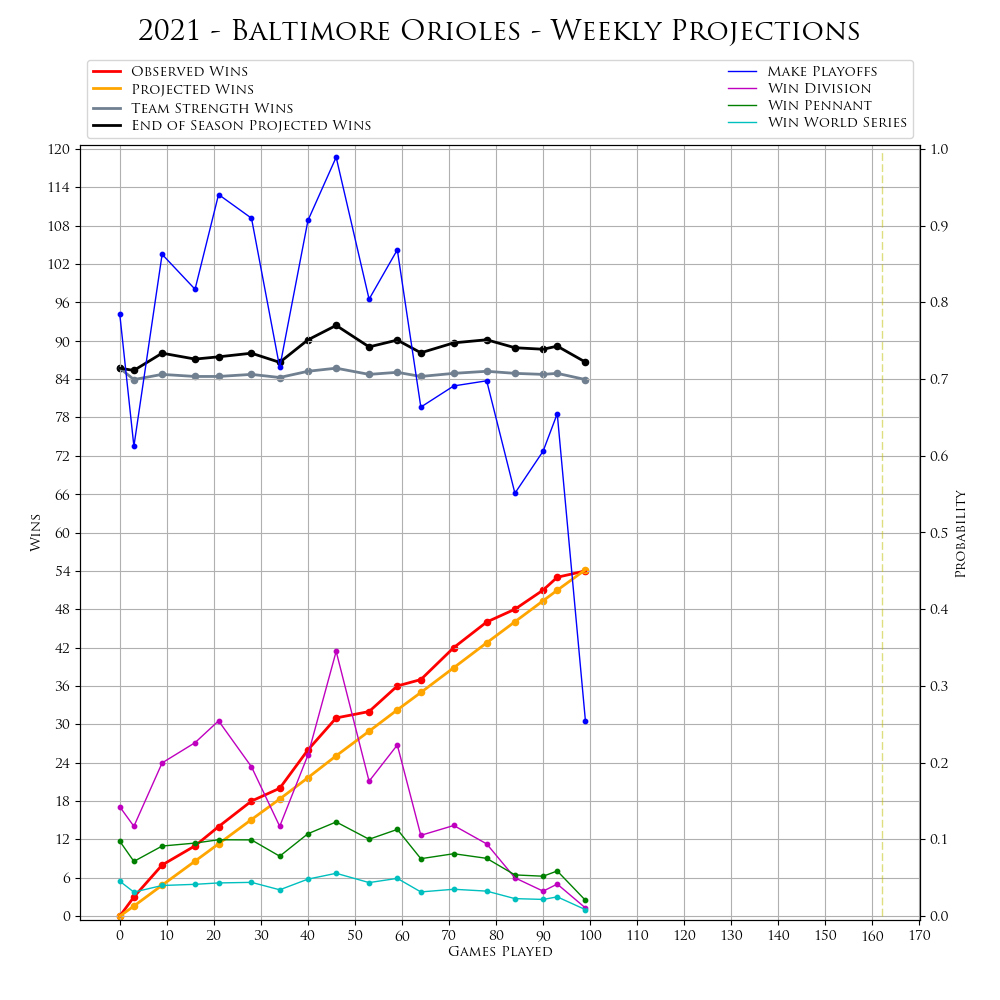 2021 - Baltimore Orioles - Weekly Projections
Observed Wins
Projected Wins
Team Strength Wins
End of Season Projected Wins
Make Playoffs
Win Division
Win Pennant
Win World Series
120
114
108
102
96
90
84
78
72
66
60
54
48
42
36
30
24
18
12
6
0
Wins
1.0
0.9
0.8
0.7
0.6
0.5
0.4
0.3
0.2
0.1
0.0
Probability
0 10 20 30 40 50 60 70 80 90 100 110 120 130 140 150 160 170
Games Played